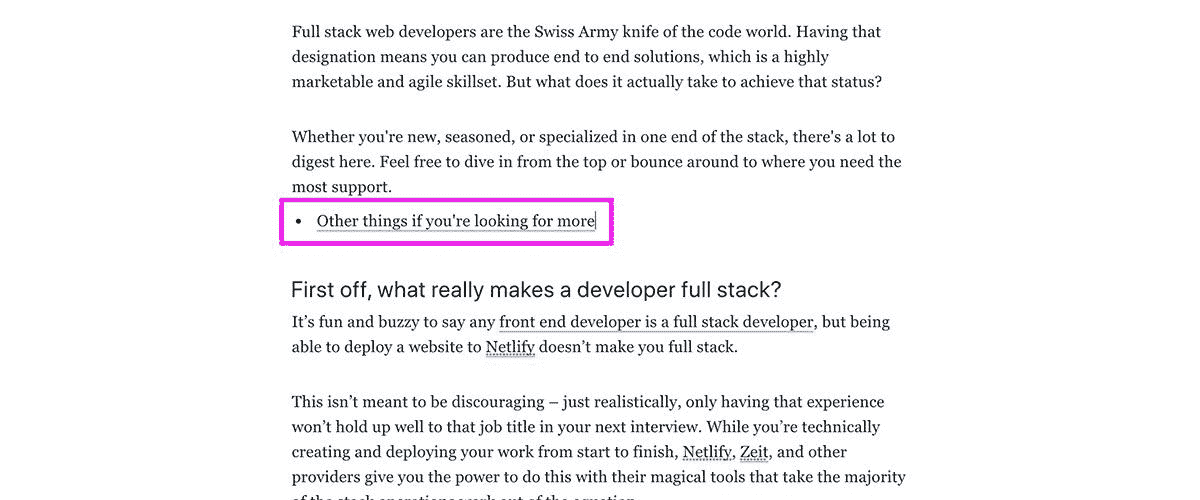 Full stack web developers are the Swiss Army knife of the code world. Having that
designation means you can produce end to end solutions, which is a highly
marketable and agile skillset. But what does it actually take to achieve that status?
Whether you're new, seasoned, or specialized in one end of the stack, there's a lot to
digest here. Feel free to dive in from the top or bounce around to where you need the
most support.
• Other things if you're looking for more
First off, what really makes a developer full stack?
It’s fun and buzzy to say any front end developer is a full stack developer, but being
able to deploy a website to Netlify doesn’t make you full stack.
This isn’t meant to be discouraging – just realistically, only having that experience
won’t hold up well to that job title in your next interview. While you’re technically
creating and deploying your work from start to finish, Netlify, Zeit, and other
providers give you the power to do this with their magical tools that take the majority